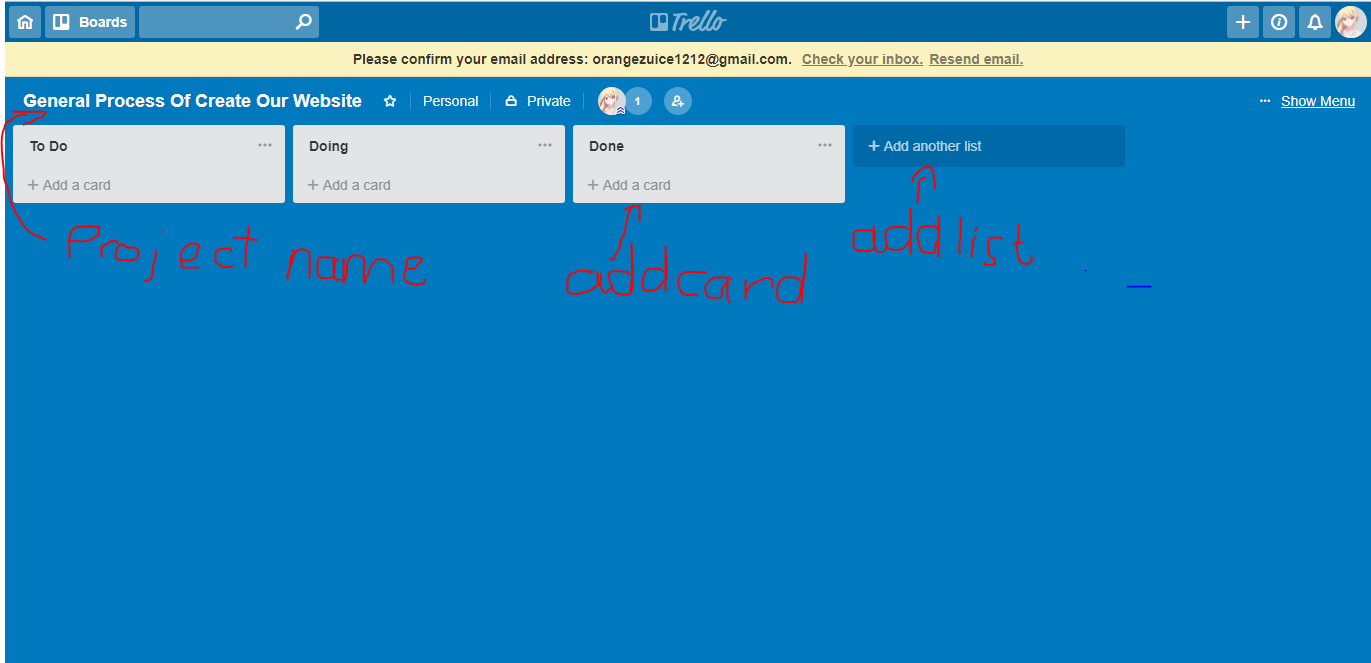 Boards
Trello
Please confirm your email address: orangezuice1212@gmail.com. Check your inbox. Resend email.
General Process Of Create Our Website Personal Private 1 ... Show Menu
To Do ...
+ Add a card
Doing ...
+ Add a card
Done ...
+ Add a card
+ Add another list
Project name
addcard
addlist